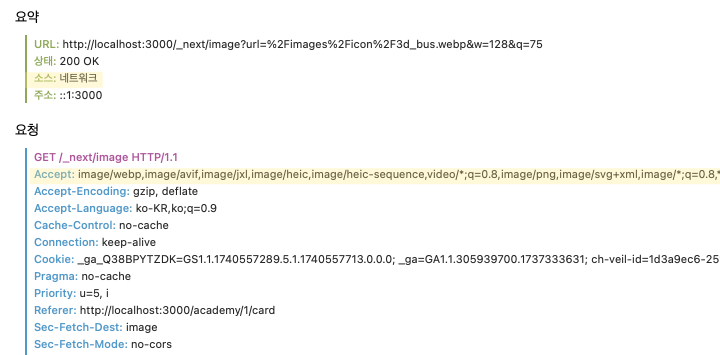 요약
URL: http://localhost:3000/_next/image?url=%2Fimages%2Ficon%2F3d_bus.webp&w=128&q=75
상태: 200 OK
소스: 네트워크
주소: ::1:3000
요청
GET /_next/image HTTP/1.1
Accept: image/webp,image/avif,image/jxl,image/heic,image/heic-sequence,video/*;q=0.8,image/png,image/svg+xml,image/*;q=0.8,*
Accept-Encoding: gzip, deflate
Accept-Language: ko-KR,ko;q=0.9
Cache-Control: no-cache
Connection: keep-alive
Cookie: _ga_Q38BPYTZDK=GS1.1.1740557289.5.1.1740557713.0.0.0; _ga=GA1.1.305939700.1737333631; ch-veil-id=1d3a9ec6-25
Pragma: no-cache
Priority: u=5, i
Referer: http://localhost:3000/academy/1/card
Sec-Fetch-Dest: image
Sec-Fetch-Mode: no-cors